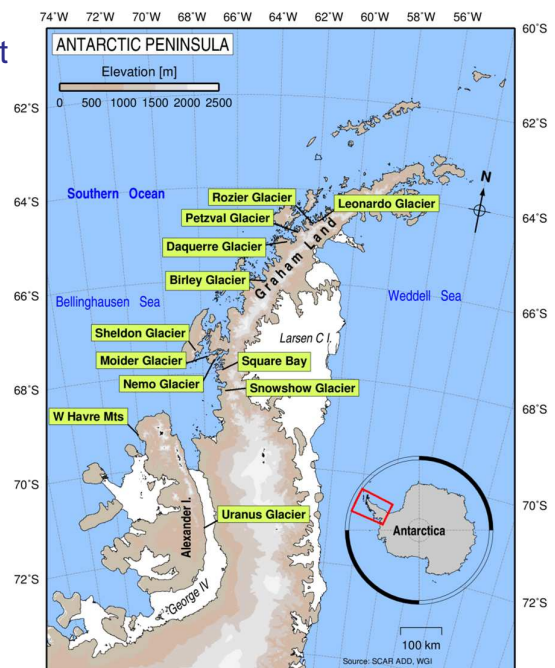 74˚W 72˚W 70˚W 68˚W 66˚W 64˚W 62˚W 60˚W 58˚W 56˚W
60˚S
t
ANTARCTIC PENINSULA
Elevation [m]
0 500 1000 1500 2000 2500
62˚S
62˚S
N
Southern Ocean
Rozier Glacier
Leonardo Glacier
64˚S
Petzval Glacier
64˚S
Daquerre Glacier
Graham Land
Birley Glacier
66˚S
Bellinghausen Sea
Weddell Sea
66˚S
Sheldon Glacier
Larsen C I.
Moider Glacier
Square Bay
Nemo Glacier
Snowshow Glacier
68˚S
68˚S
W Havre Mts
70˚S
70˚S
Alexander I.
Uranus Glacier
Antarctica
72˚S
George IV
72˚S
100 km
Source: SCAR ADD, WGI